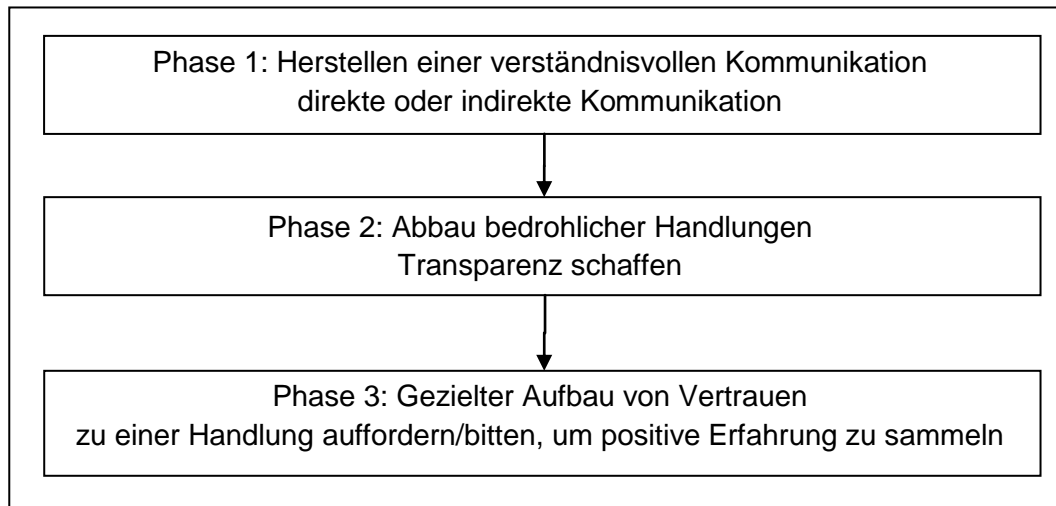 Phase 1: Herstellen einer verständnisvollen Kommunikation
direkte oder indirekte Kommunikation
Phase 2: Abbau bedrohlicher Handlungen
Transparenz schaffen
Phase 3: Gezielter Aufbau von Vertrauen
zu einer Handlung auffordern/bitten, um positive Erfahrung zu sammeln